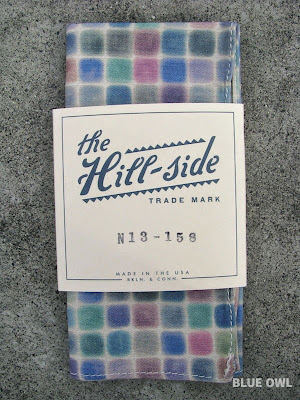 the
Hill-side
TRADE MARK
N13-158
MADE IN THE USA
BKLN. & CONN.
BLUE OWL